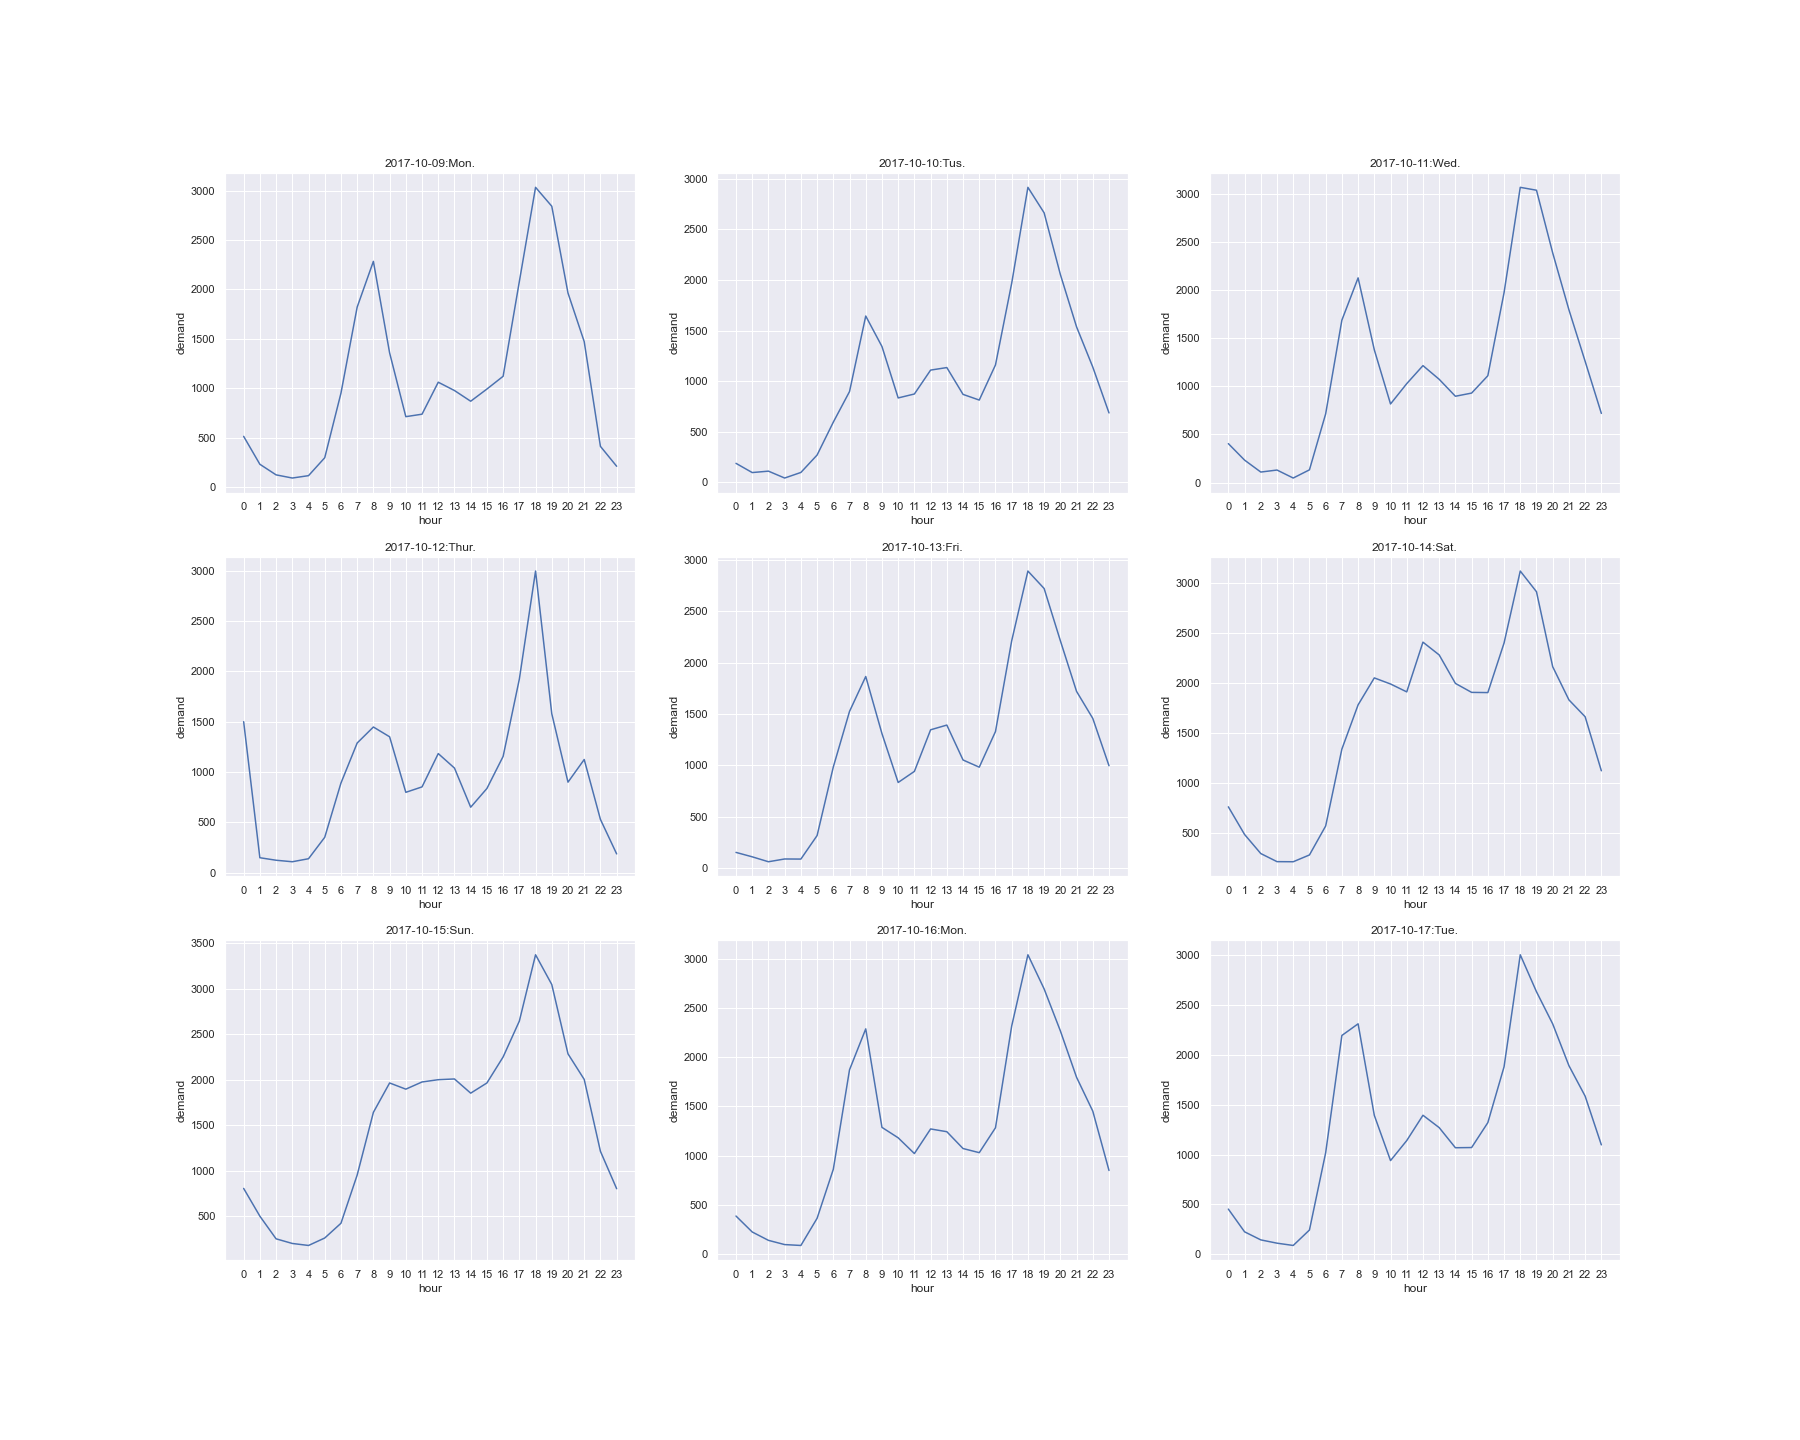 2017-10-09:Mon.
3000
2500
2000
1500
1000
500
0
demand
0 1 2 3 4 5 6 7 8 9 10 11 12 13 14 15 16 17 18 19 20 21 22 23
hour
2017-10-10:Tus.
3000
2500
2000
1500
1000
500
0
demand
0 1 2 3 4 5 6 7 8 9 10 11 12 13 14 15 16 17 18 19 20 21 22 23
hour
2017-10-11:Wed.
3000
2500
2000
1500
1000
500
0
demand
0 1 2 3 4 5 6 7 8 9 10 11 12 13 14 15 16 17 18 19 20 21 22 23
hour
2017-10-12:Thur.
3000
2500
2000
1500
1000
500
0
demand
0 1 2 3 4 5 6 7 8 9 10 11 12 13 14 15 16 17 18 19 20 21 22 23
hour
2017-10-13:Fri.
3000
2500
2000
1500
1000
500
0
demand
0 1 2 3 4 5 6 7 8 9 10 11 12 13 14 15 16 17 18 19 20 21 22 23
hour
2017-10-14:Sat.
3000
2500
2000
1500
1000
500
demand
0 1 2 3 4 5 6 7 8 9 10 11 12 13 14 15 16 17 18 19 20 21 22 23
hour
2017-10-15:Sun.
3500
3000
2500
2000
1500
1000
500
demand
0 1 2 3 4 5 6 7 8 9 10 11 12 13 14 15 16 17 18 19 20 21 22 23
hour
2017-10-16:Mon.
3000
2500
2000
1500
1000
500
0
demand
0 1 2 3 4 5 6 7 8 9 10 11 12 13 14 15 16 17 18 19 20 21 22 23
hour
2017-10-17:Tue.
3000
2500
2000
1500
1000
500
0
demand
0 1 2 3 4 5 6 7 8 9 10 11 12 13 14 15 16 17 18 19 20 21 22 23
hour